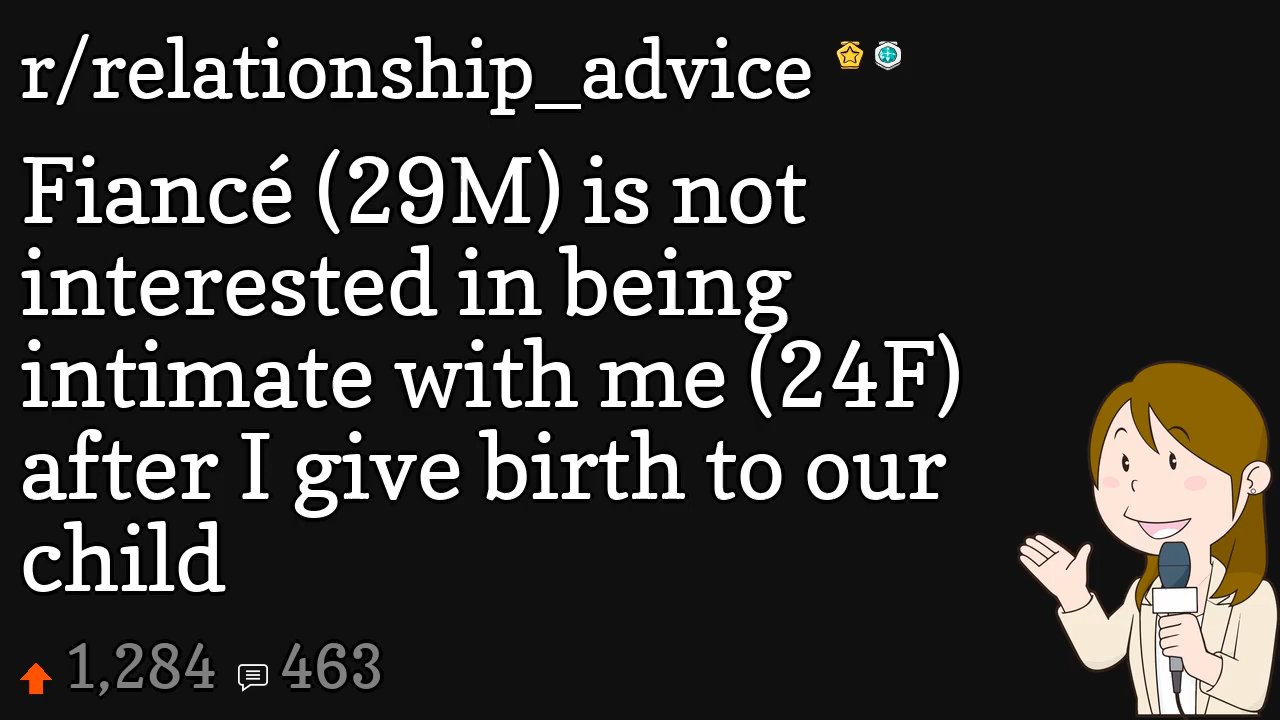 r/relationship_advice
Fiancé (29M) is not
interested in being
intimate with me (24F)
after I give birth to our
child
1,284 463